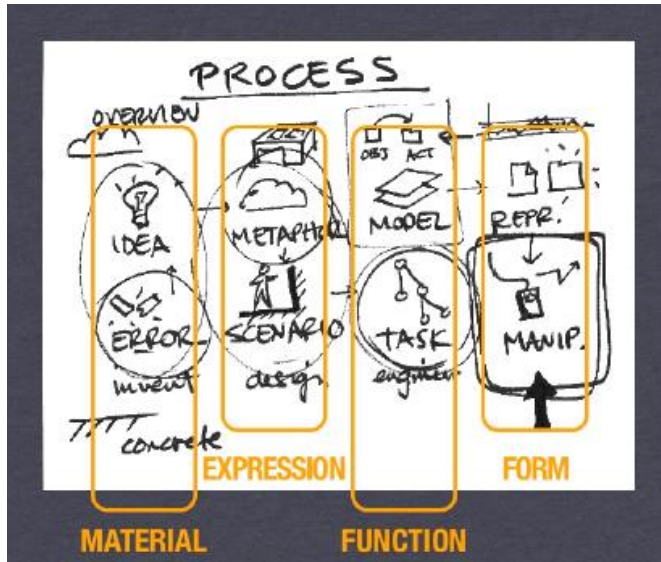 PROCESS
OVERVIEW
OBJ ACT
IDEA METAPHOR MODEL REPR.
ERROR SCENARIO TASK MANIP.
invent design engineer
concrete
EXPRESSION FORM
MATERIAL FUNCTION